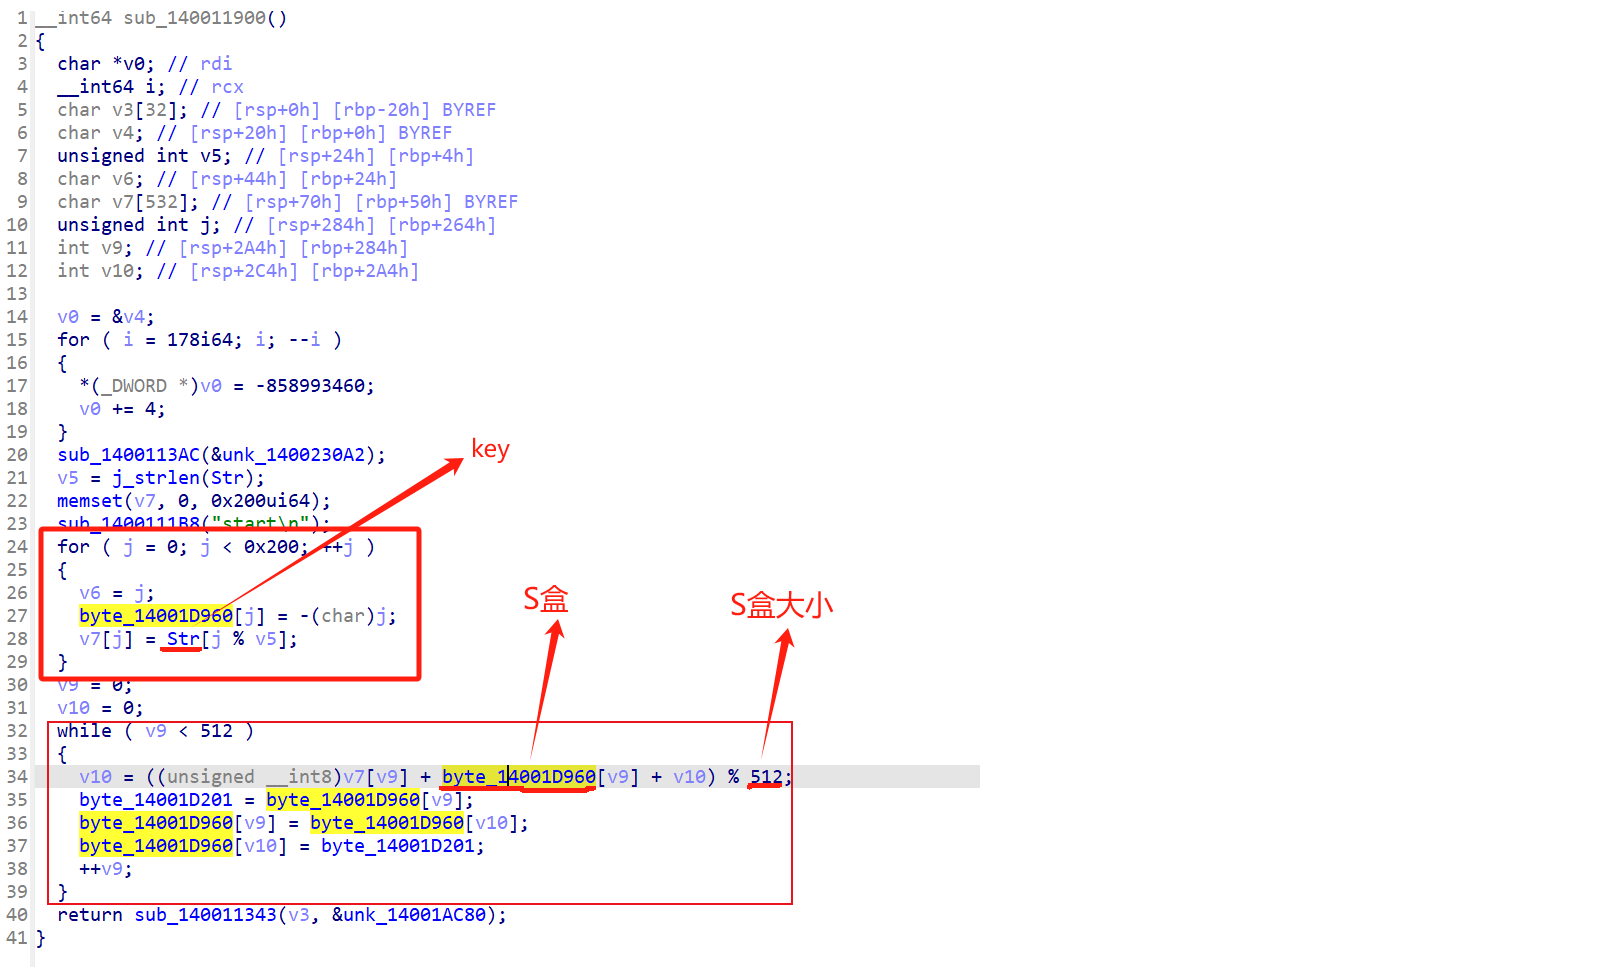 1 __int64 sub_140011900()
2 {
3   char *v0; // rdi
4   __int64 i; // rcx
5   char v3[32]; // [rsp+0h] [rbp-20h] BYREF
6   char v4; // [rsp+20h] [rbp+0h] BYREF
7   unsigned int v5; // [rsp+24h] [rbp+4h]
8   char v6; // [rsp+44h] [rbp+24h]
9   char v7[532]; // [rsp+70h] [rbp+50h] BYREF
10   unsigned int j; // [rsp+284h] [rbp+264h]
11   int v9; // [rsp+2A4h] [rbp+284h]
12   int v10; // [rsp+2C4h] [rbp+2A4h]
13
14   v0 = &v4;
15   for ( i = 178i64; i; --i )
16   {
17     *(_DWORD *)v0 = -858993460;
18     v0 += 4;
19   }
key
20   sub_1400113AC(&unk_1400230A2);
21   v5 = j_strlen(Str);
22   memset(v7, 0, 0x200ui64);
23   sub_1400111B8("start\n");
24   for ( j = 0; j < 0x200; ++j )
25   {
S盒
S盒大小
26     v6 = j;
27     byte_14001D960[j] = -(char)j;
28     v7[j] = Str[j % v5];
29   }
30   v9 = 0;
31   v10 = 0;
32   while ( v9 < 512 )
33   {
34     v10 = ((unsigned __int8)v7[v9] + byte_14001D960[v9] + v10) % 512;
35     byte_14001D201 = byte_14001D960[v9];
36     byte_14001D960[v9] = byte_14001D960[v10];
37     byte_14001D960[v10] = byte_14001D201;
38     ++v9;
39   }
40   return sub_140011343(v3, &unk_14001AC80);
41 }